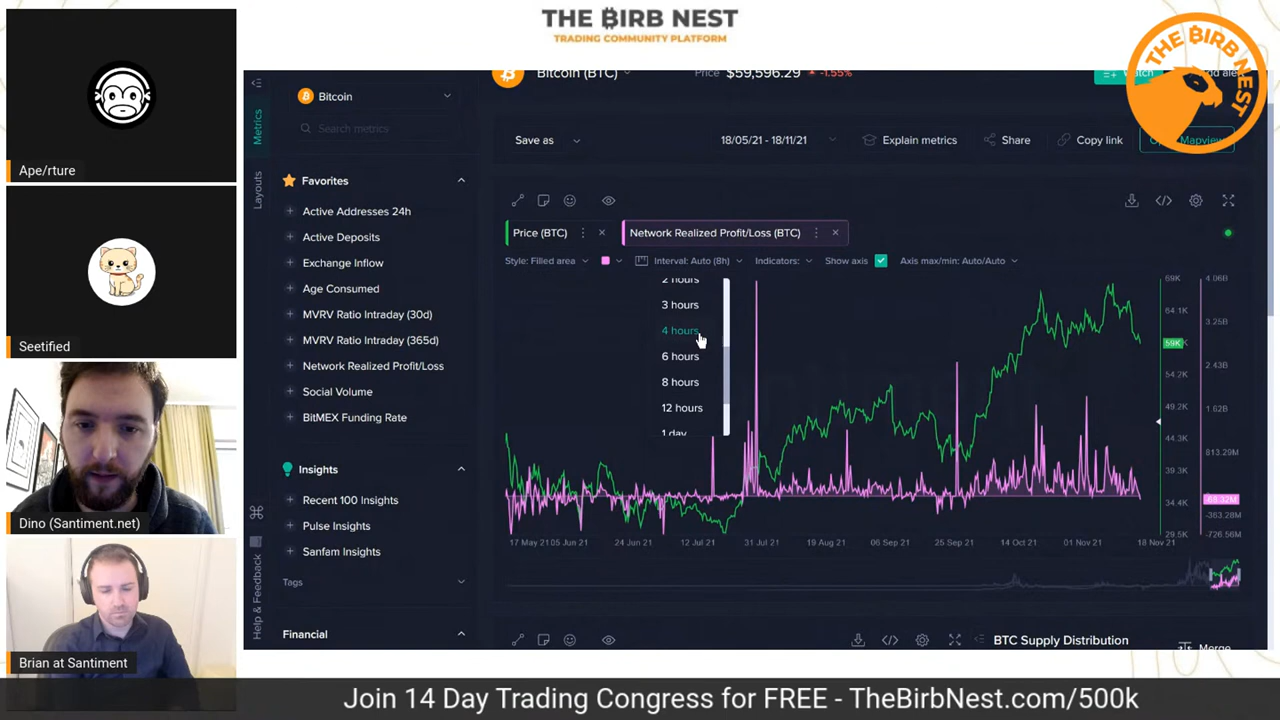 THE BIRB NEST
TRADING COMMUNITY PLATFORM
THE BIRB NEST
Ape/rture
Seetified
Dino (Santiment.net)
Brian at Santiment
Metrics
Layouts
Help & Feedback
Bitcoin
Search metrics
Favorites
Active Addresses 24h
Active Deposits
Exchange Inflow
Age Consumed
MVRV Ratio Intraday (30d)
MVRV Ratio Intraday (365d)
Network Realized Profit/Loss
Social Volume
BitMEX Funding Rate
Insights
Recent 100 Insights
Pulse Insights
Sanfam Insights
Tags
Financial
Bitcoin (BTC)
Price $59,596.29 -1.55%
Save as
18/05/21 - 18/11/21
Explain metrics
Share
Copy link
Mapview
Price (BTC)
Network Realized Profit/Loss (BTC)
Style: Filled area
Interval: Auto (8h)
Indicators:
Show axis
Axis max/min: Auto/Auto
2 hours
3 hours
4 hours
6 hours
8 hours
12 hours
1 day
69K
64.1K
59K
54.2K
49.2K
44.3K
39.3K
34.4K
29.5K
4.06B
3.25B
2.43B
1.62B
813.29M
-383.28M
-726.56M
17 May 21
05 Jun 21
24 Jun 21
12 Jul 21
31 Jul 21
19 Aug 21
06 Sep 21
25 Sep 21
14 Oct 21
01 Nov 21
18 Nov 21
BTC Supply Distribution
Merge
Join 14 Day Trading Congress for FREE - TheBirbNest.com/500k